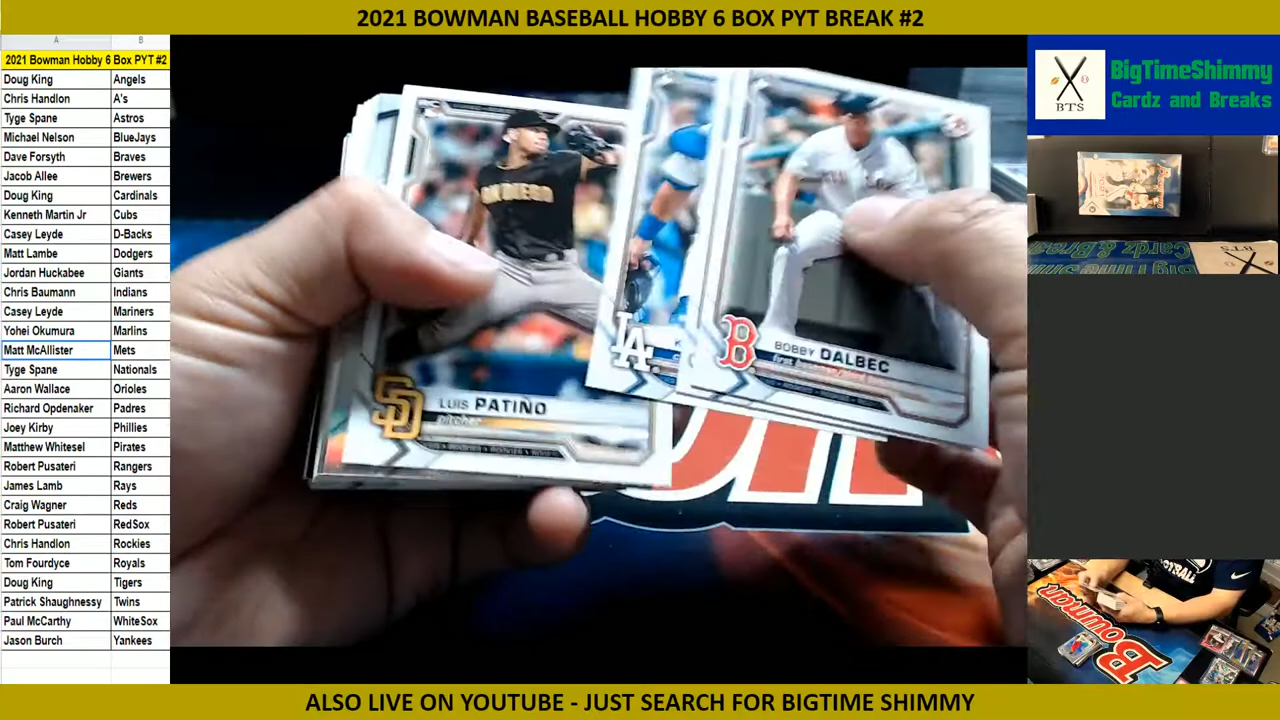 2021 BOWMAN BASEBALL HOBBY 6 BOX PYT BREAK #2
A B
2021 Bowman Hobby 6 Box PYT #2
Doug King Angels
Chris Handlon A's
Tyge Spane Astros
Michael Nelson BlueJays
Dave Forsyth Braves
Jacob Allee Brewers
Doug King Cardinals
Kenneth Martin Jr Cubs
Casey Leyde D-Backs
Matt Lambe Dodgers
Jordan Huckabee Giants
Chris Baumann Indians
Casey Leyde Mariners
Yohei Okumura Marlins
Matt McAllister Mets
Tyge Spane Nationals
Aaron Wallace Orioles
Richard Opdenaker Padres
Joey Kirby Phillies
Matthew Whitesel Pirates
Robert Pusateri Rangers
James Lamb Rays
Craig Wagner Reds
Robert Pusateri RedSox
Chris Handlon Rockies
Tom Fourdyce Royals
Doug King Tigers
Patrick Shaughnessy Twins
Paul McCarthy WhiteSox
Jason Burch Yankees
SD
LUIS PATIÑO
pitcher
LA
B
BOBBY DALBEC
BTS
BigTimeShimmy
Cardz and Breaks
Cardz & Breaks
BTS
Bowman
ALSO LIVE ON YOUTUBE - JUST SEARCH FOR BIGTIME SHIMMY